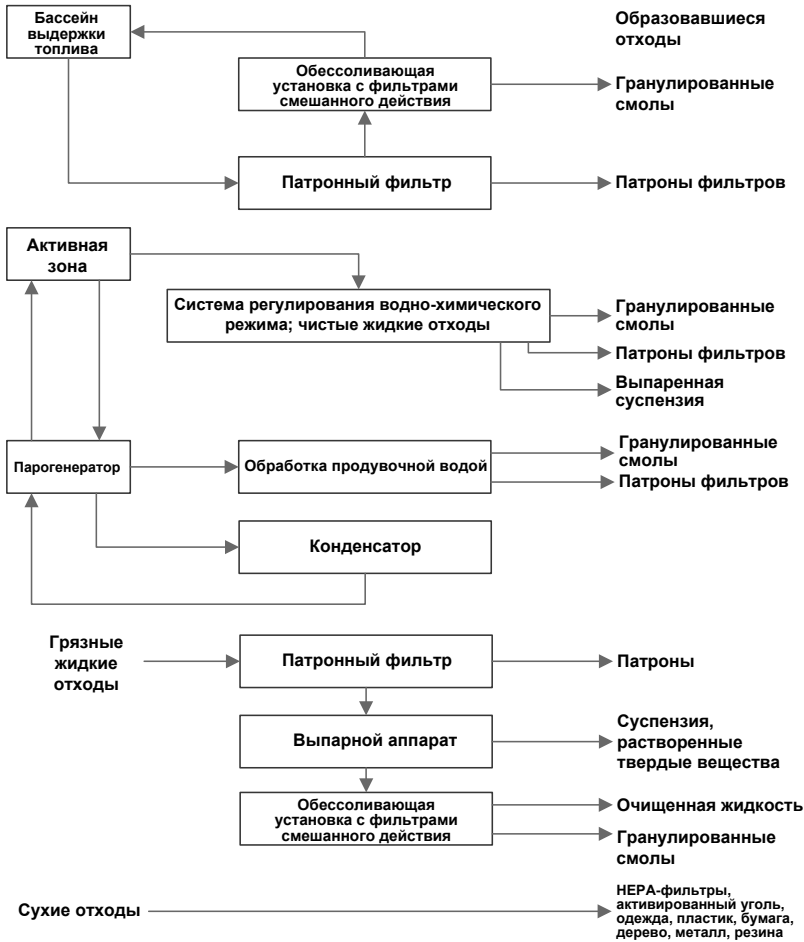 Бассейн
выдержки
топлива
Образовавшиеся
отходы
Обессоливающая
установка с фильтрами
смешанного действия
Гранулированные
смолы
Патронный фильтр
Патроны фильтров
Активная
зона
Система регулирования водно-химического
режима; чистые жидкие отходы
Гранулированные
смолы
Патроны фильтров
Выпаренная
суспензия
Парогенератор
Обработка продувочной водой
Гранулированные
смолы
Патроны фильтров
Конденсатор
Грязные
жидкие
отходы
Патронный фильтр
Патроны
Выпарной аппарат
Суспензия,
растворенные
твердые вещества
Обессоливающая
установка с фильтрами
смешанного действия
Очищенная жидкость
Гранулированные
смолы
Сухие отходы
НЕРА-фильтры,
активированный уголь,
одежда, пластик, бумага,
дерево, металл, резина